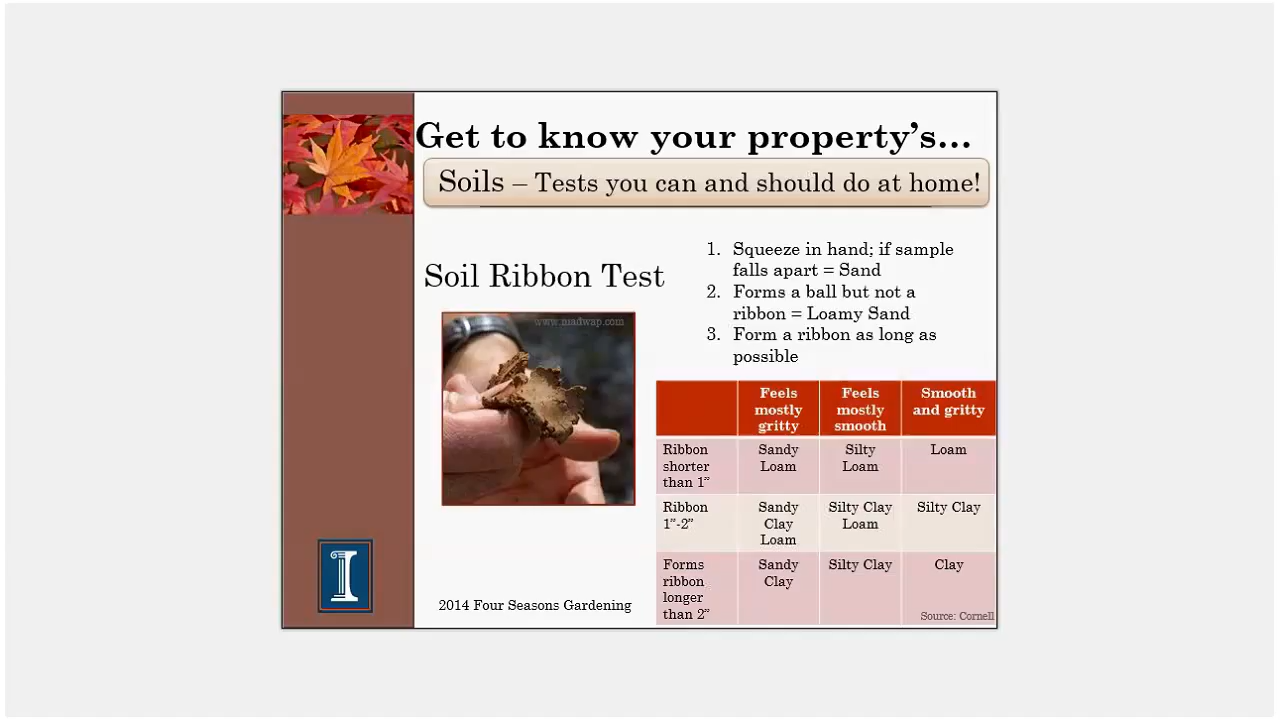 Get to know your property's...
Soils – Tests you can and should do at home!
Soil Ribbon Test
www.madwap.com
1. Squeeze in hand; if sample
falls apart = Sand
2. Forms a ball but not a
ribbon = Loamy Sand
3. Form a ribbon as long as
possible
Feels
mostly
gritty
Feels
mostly
smooth
Smooth
and gritty
Ribbon
shorter
than 1”
Sandy
Loam
Silty
Loam
Loam
Ribbon
1”-2”
Sandy
Clay
Loam
Silty Clay
Loam
Silty Clay
Forms
ribbon
longer
than 2”
Sandy
Clay
Silty Clay
Clay
Source: Cornell
I
2014 Four Seasons Gardening